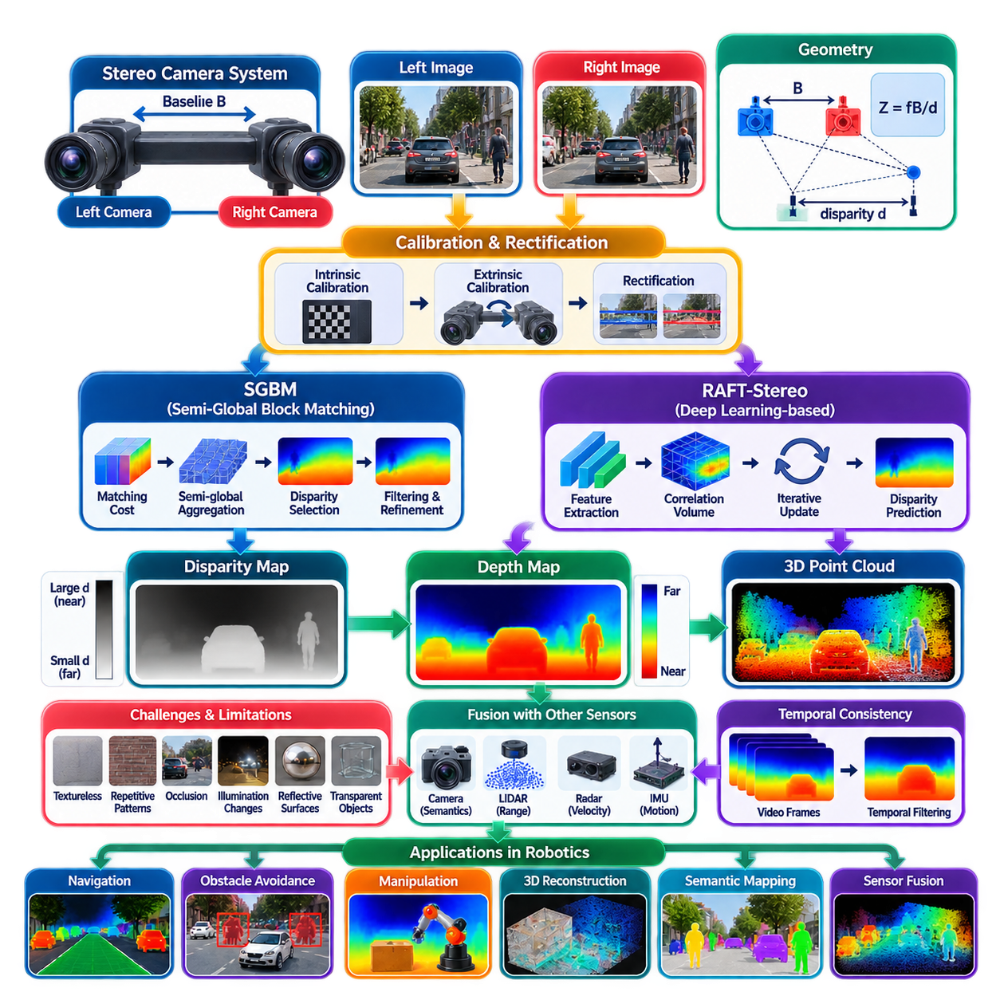 Stereo Camera System
Baseliıe B
Left Comera
Right Camera
Left Image
Right Image
Geometry
B
Z = fB/d
disparity d
Calibration & Rectification
Intrinsic
Calibration
Extrinsic
Calibration
Rectification
SGBM
(Semi-Global Block Matching)
Matching
Cost
Semi-global
Aggregation
Disparity
Selection
Filtering &
Refinement
RAFT-Stereo
(Deep Learning-based)
Feature
Extraction
Correlation
Volume
Iterative
Update
Disparity
Prediction
Large d
(near)
Small d
(far)
Disparity Map
Depth Map
Far
Near
3D Point Cloud
Challenges & Limitations
Textureless
Repetitive
Patterns
Occlusion
Illumination
Changes
Reflective
Surfaces
Transparent
Objects
Fusion with Other Sensors
Camera
(Semantics)
LIDAR
(Range)
Radar
(Velocity)
IMU
(Motion)
Temporal Consistency
Video Frames
Temporal Filtering
Applications in Robotics
Navigation
Obstacle Avoidance
Manipulation
3D Reconstruction
Semantic Mapping
Sensor Fusion